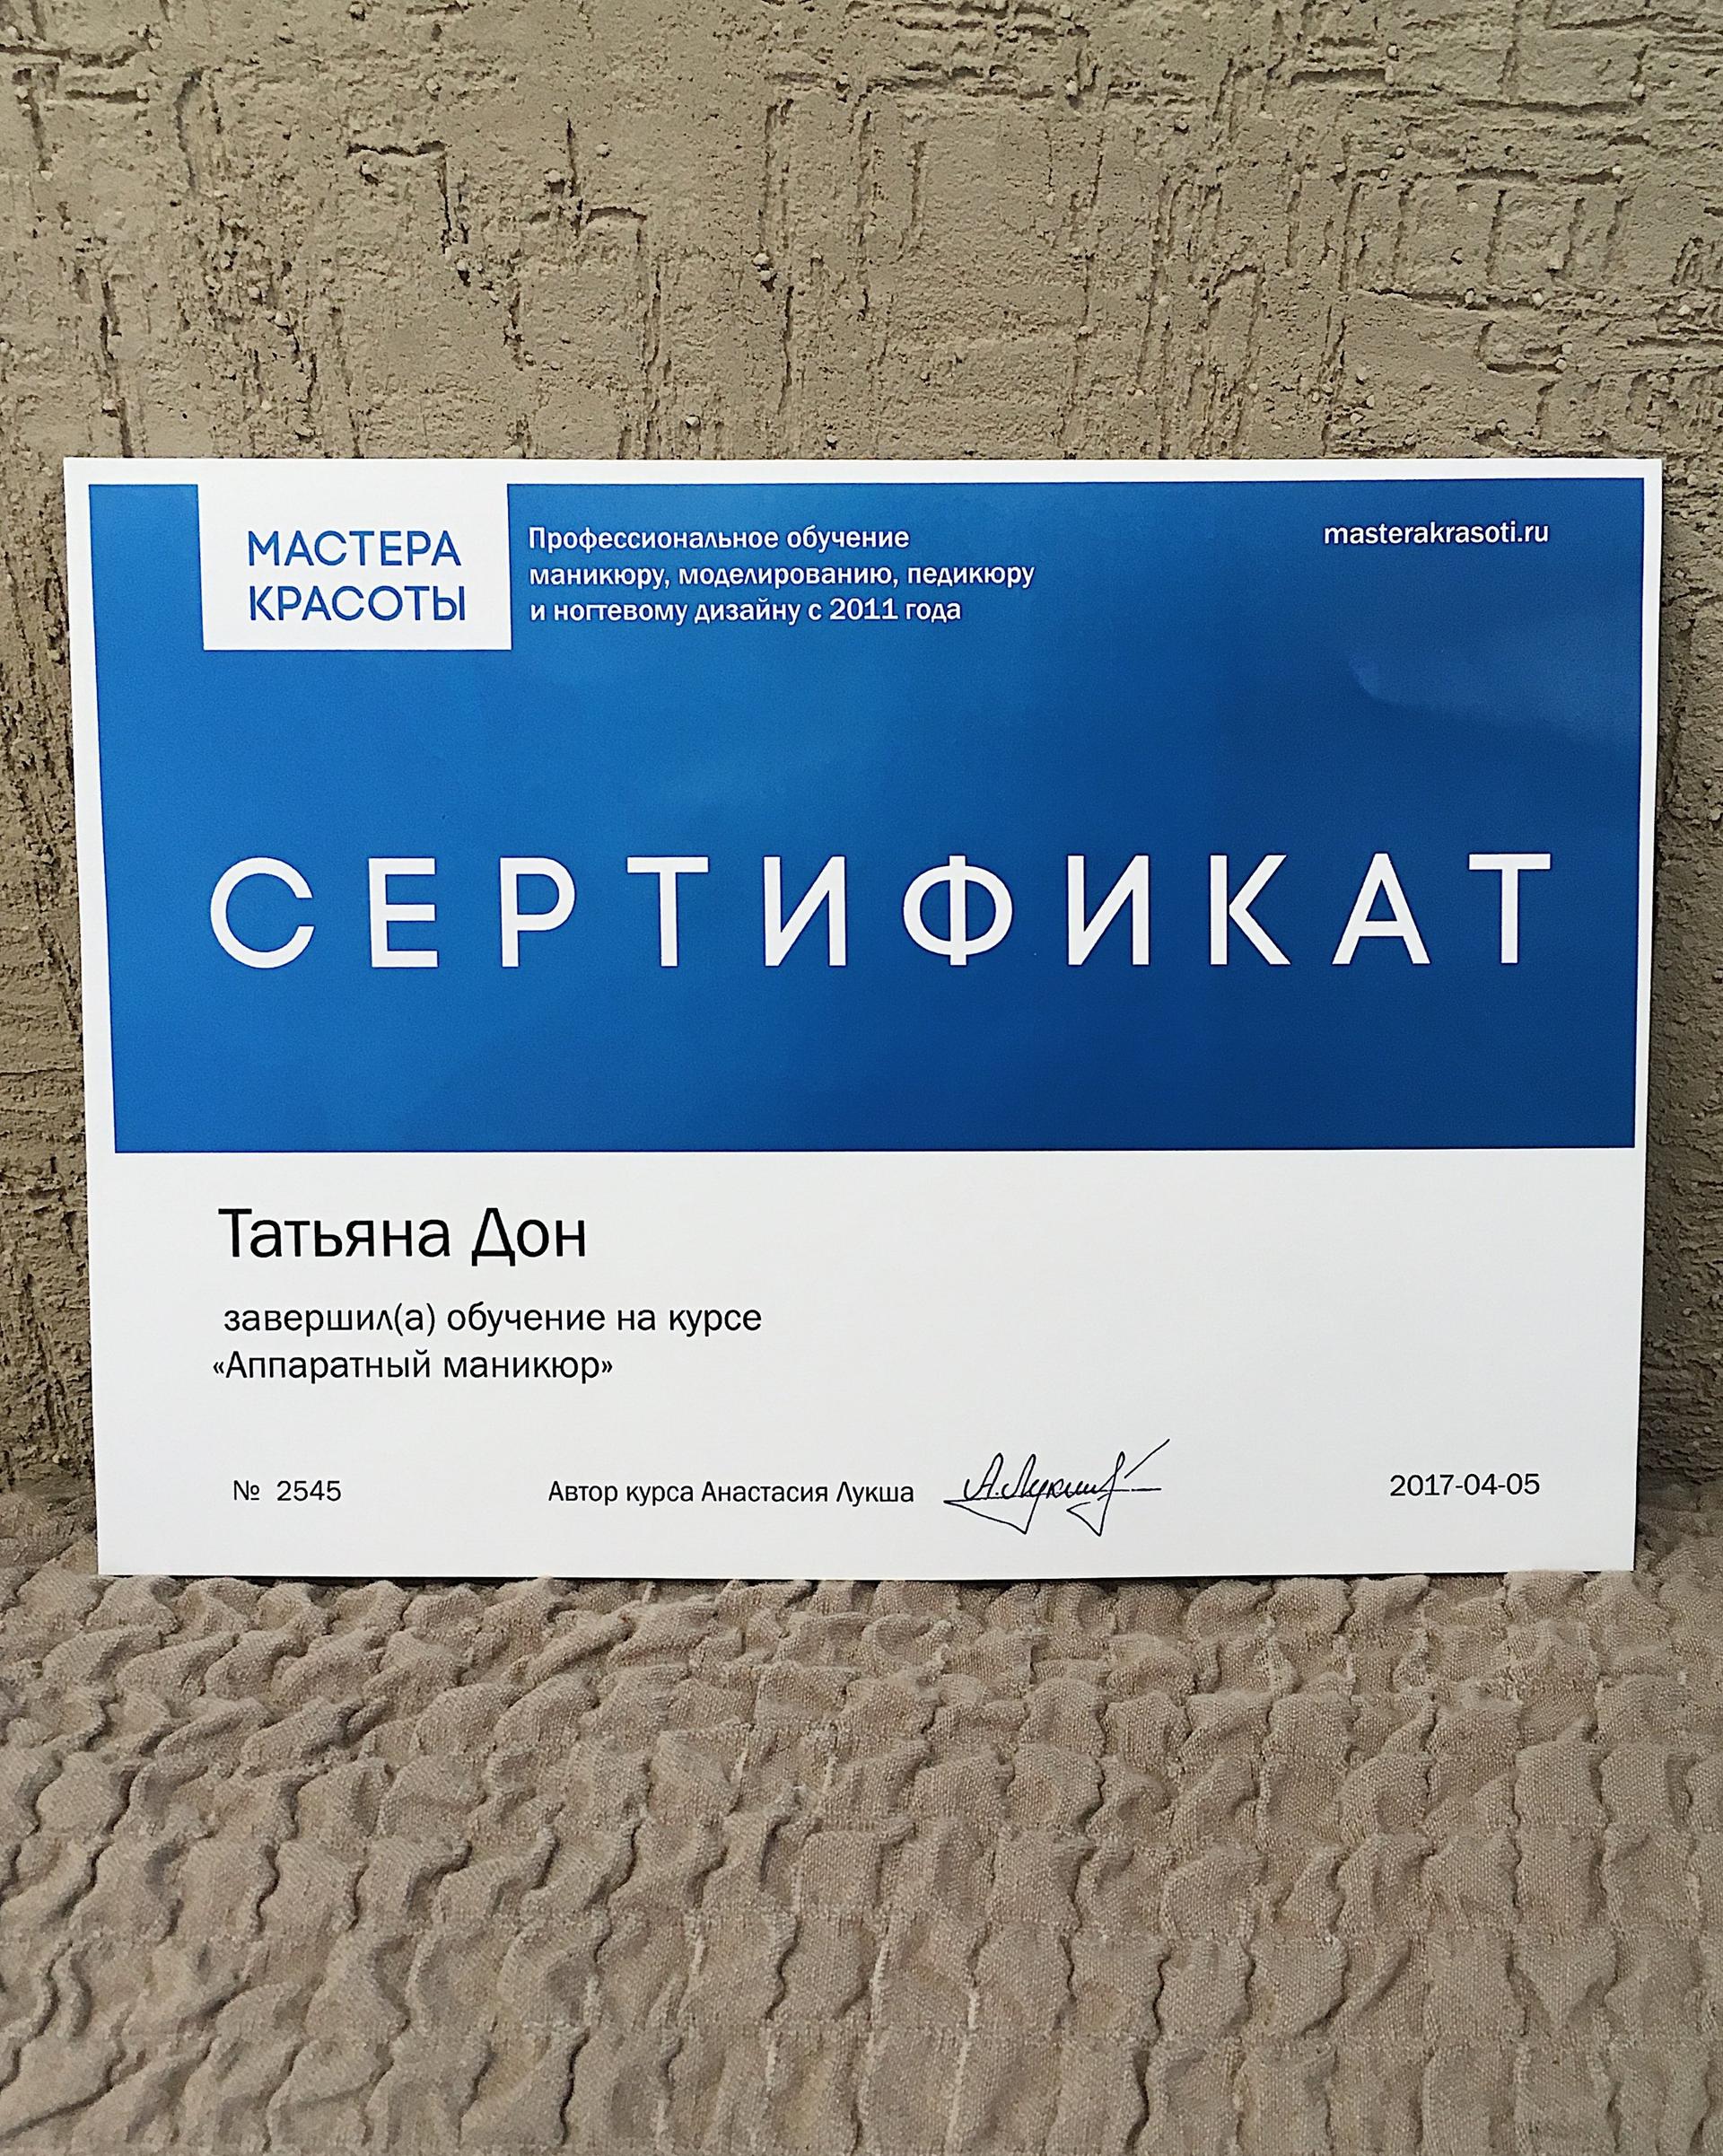 МАСТЕРА
КРАСОТЫ
Профессиональное обучение
маникюру, моделированию, педикюру
и ногтевому дизайну с 2011 года
masterakrasoti.ru
СЕРТИФИКАТ
Татьяна Дон
завершил(а) обучение на курсе
«Аппаратный маникюр»
№ 2545
Автор курса Анастасия Лукша
А.Лукша
2017-04-05